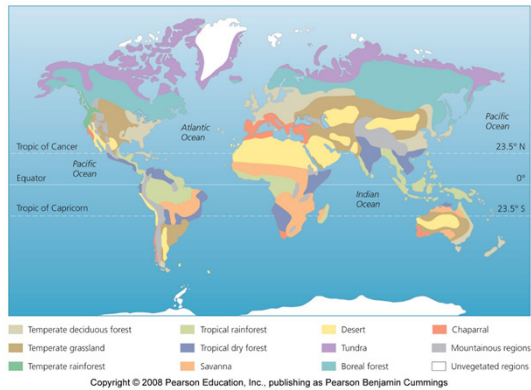 Atlantic
Ocean
Pacific
Ocean
Tropic of Cancer
23.5° N
Pacific
Ocean
Equator
0°
Indian
Ocean
Tropic of Capricorn
23.5° S
Temperate deciduous forest
Tropical rainforest
Desert
Chaparral
Temperate grassland
Tropical dry forest
Tundra
Mountainous regions
Temperate rainforest
Savanna
Boreal forest
Unvegetated regions
Copyright © 2008 Pearson Education, Inc., publishing as Pearson Benjamin Cummings